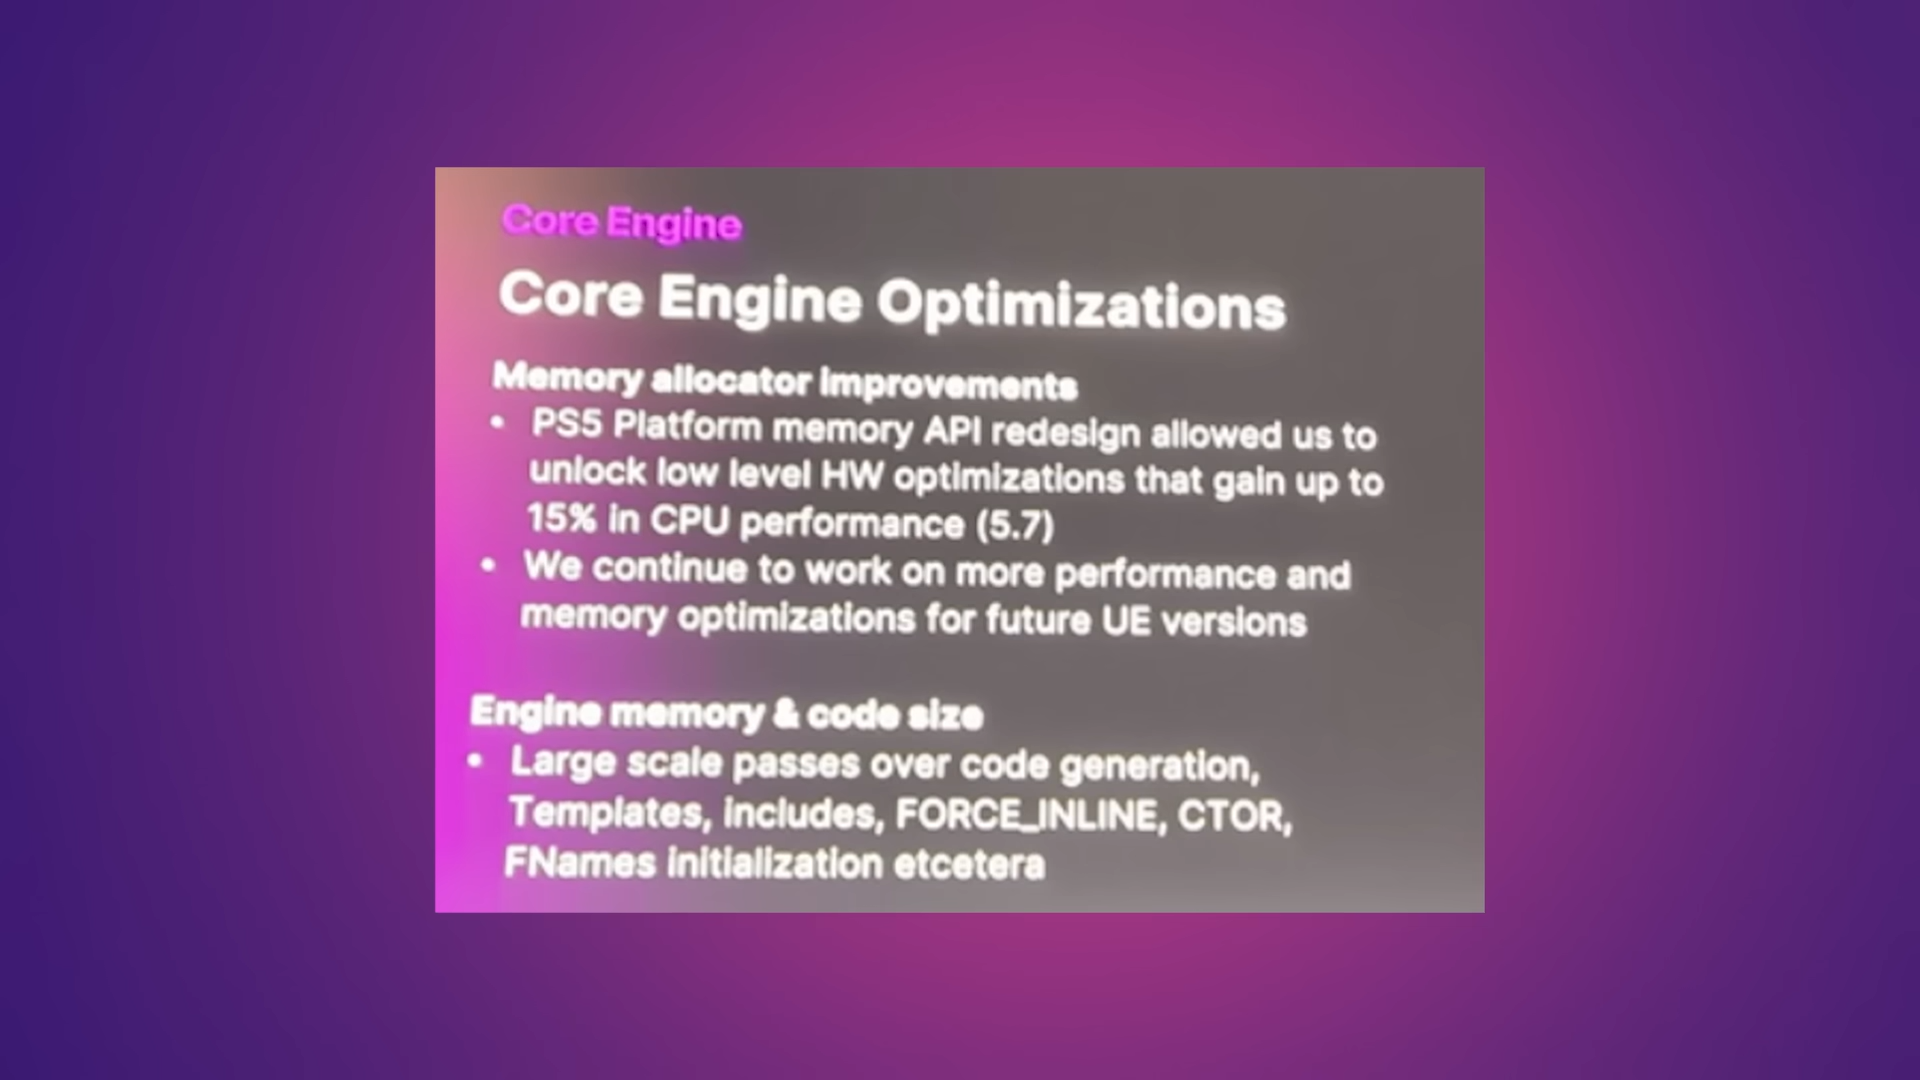 Core Engine
Core Engine Optimizations
Memory allocator improvements
• PS5 Platform memory API redesign allowed us to
unlock low level HW optimizations that gain up to
15% in CPU performance (5.7)
• We continue to work on more performance and
memory optimizations for future UE versions
Engine memory & code size
• Large scale passes over code generation,
Templates, includes, FORCE_INLINE, CTOR,
FNames initialization etcetera